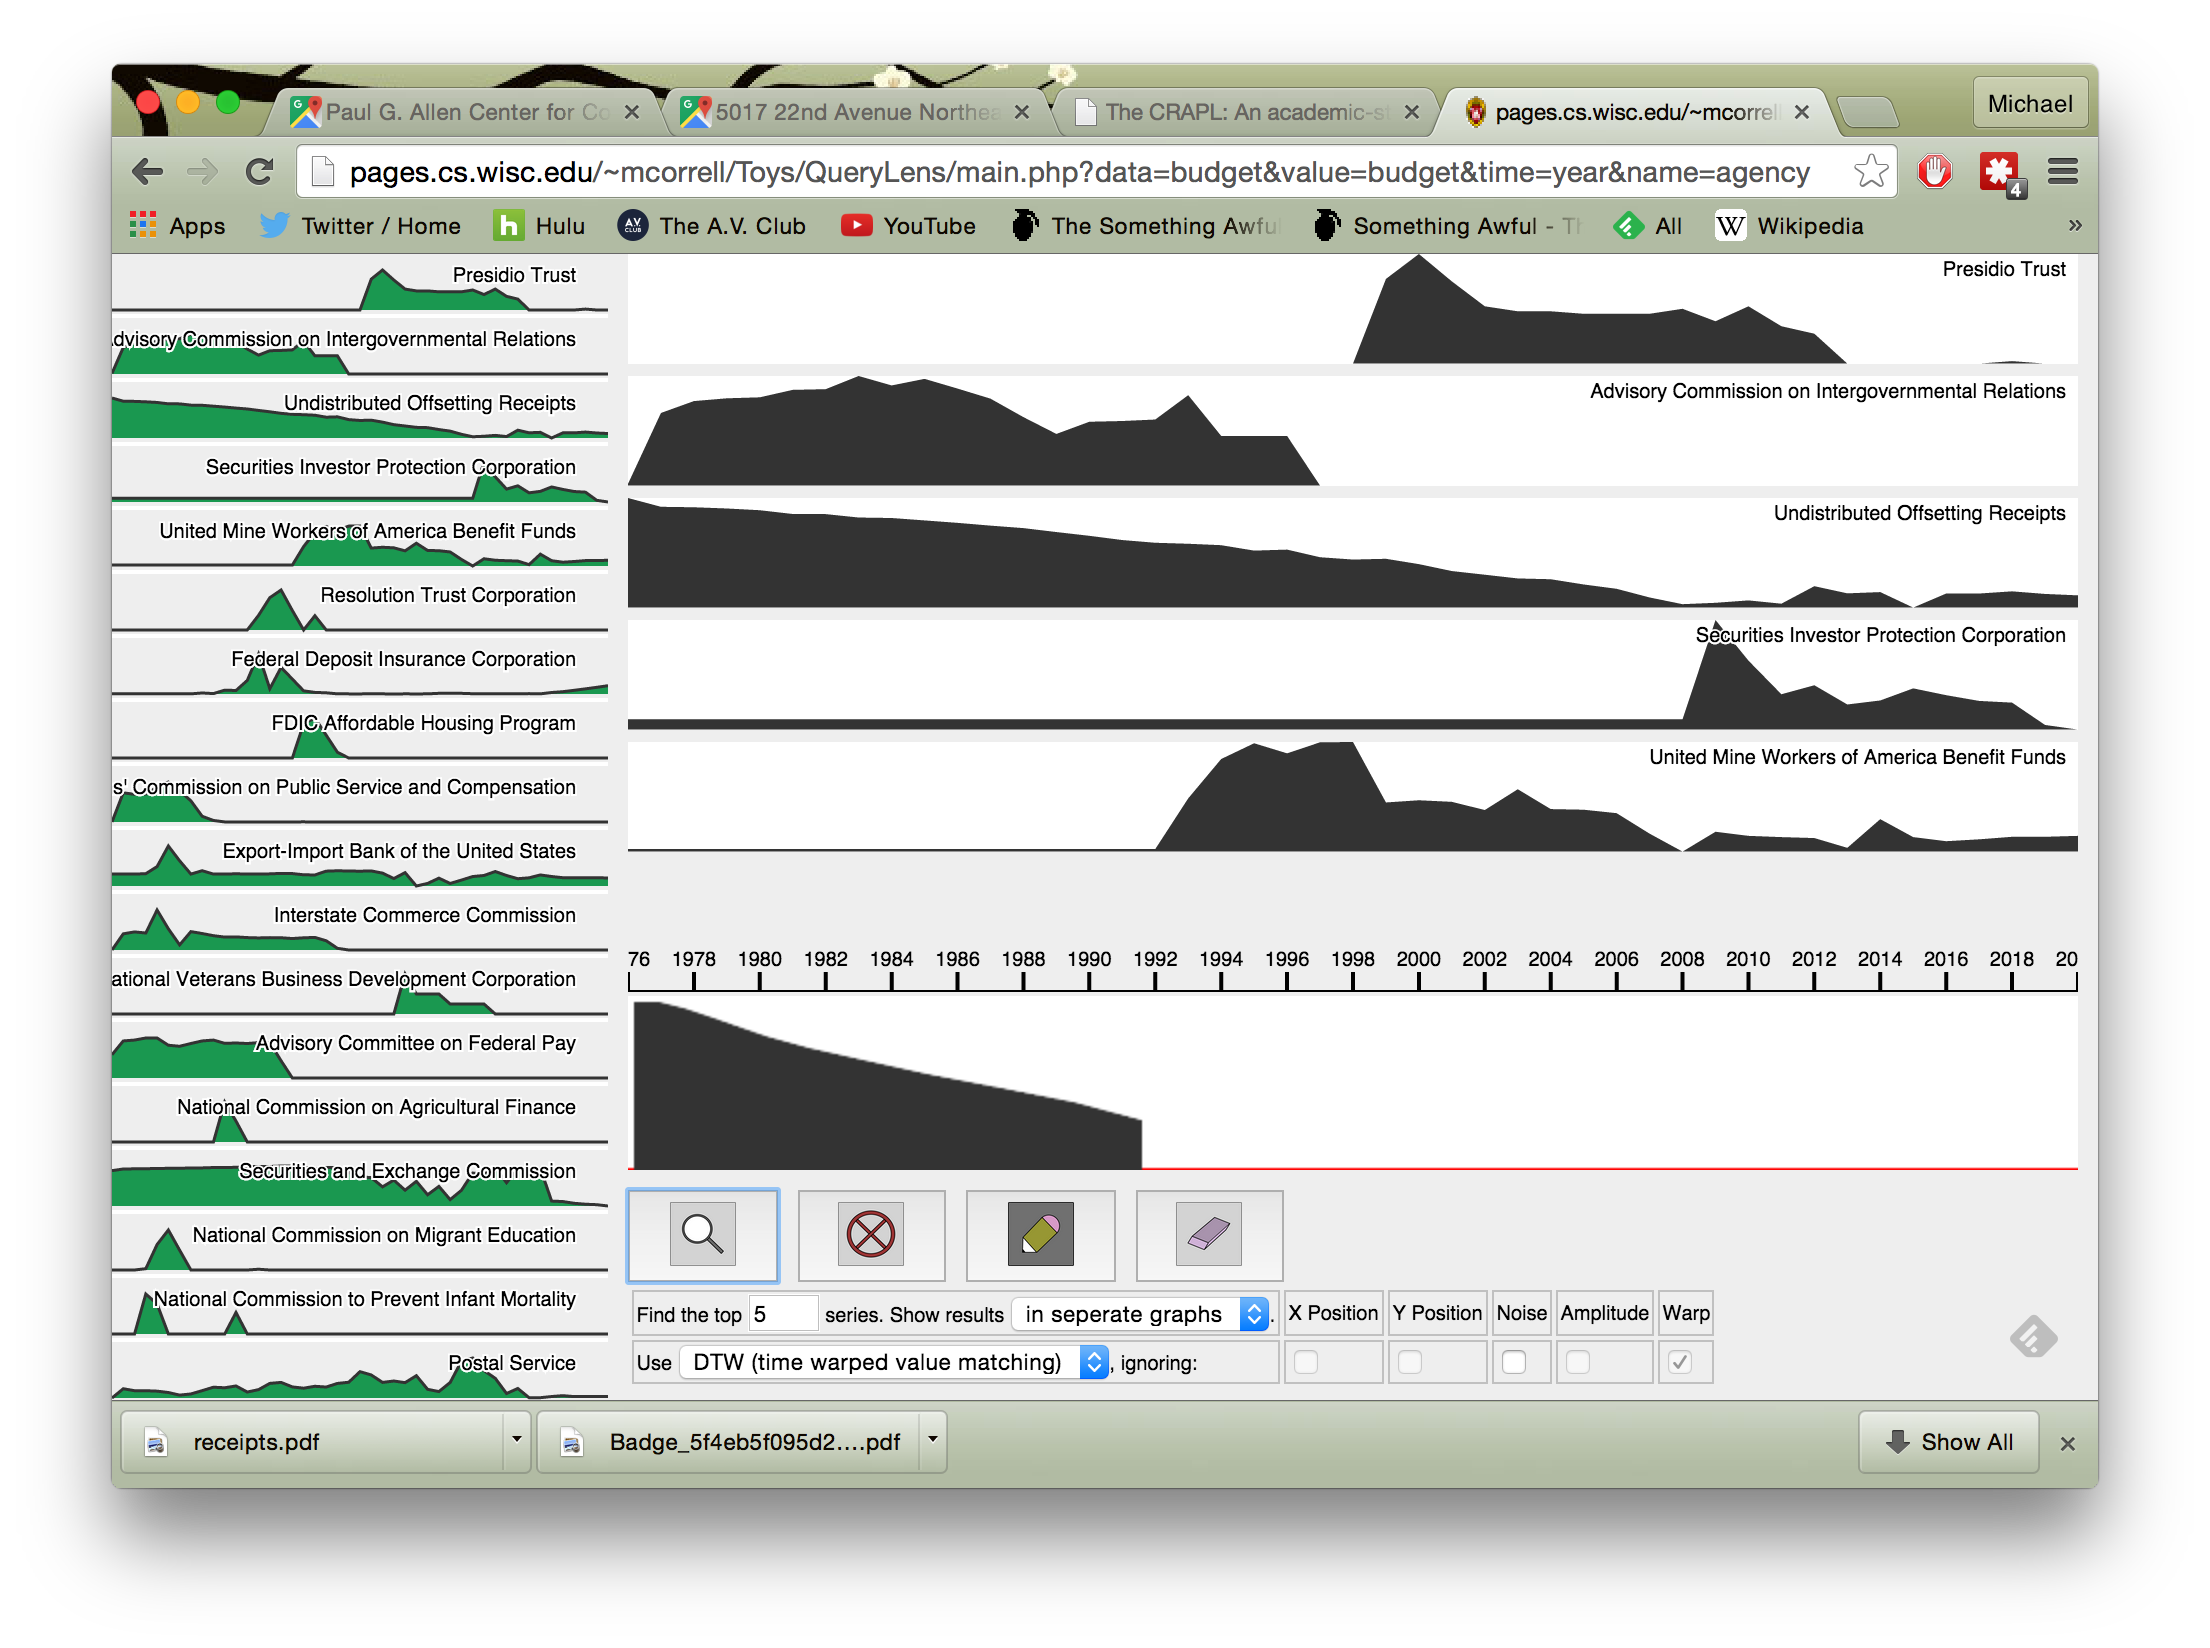 Paul G. Allen Center for Co
5017 22nd Avenue Northea
The CRAPL: An academic-st
pages.cs.wisc.edu/~mcorrel
Michael
pages.cs.wisc.edu/~mcorrell/Toys/QueryLens/main.php?data=budget&value=budget&time=year&name=agency
4
Apps
Twitter / Home
h Hulu
A.V. CLUB The A.V. Club
YouTube
The Something Awfu
Something Awful - Th
All
W Wikipedia
»
Presidio Trust
dvisory Commission on Intergovernmental Relations
Undistributed Offsetting Receipts
Securities Investor Protection Corporation
United Mine Workers of America Benefit Funds
Resolution Trust Corporation
Federal Deposit Insurance Corporation
FDIC Affordable Housing Program
s' Commission on Public Service and Compensation
Export-Import Bank of the United States
Interstate Commerce Commission
ational Veterans Business Development Corporation
Advisory Committee on Federal Pay
National Commission on Agricultural Finance
Securities and Exchange Commission
National Commission on Migrant Education
National Commission to Prevent Infant Mortality
Postal Service
Presidio Trust
Advisory Commission on Intergovernmental Relations
Undistributed Offsetting Receipts
Securities Investor Protection Corporation
United Mine Workers of America Benefit Funds
76 1978 1980 1982 1984 1986 1988 1990 1992 1994 1996 1998 2000 2002 2004 2006 2008 2010 2012 2014 2016 2018 20
Find the top 5 series. Show results in seperate graphs .
X Position Y Position Noise Amplitude Warp
Use DTW (time warped value matching) , ignoring:
receipts.pdf
Badge_5f4eb5f095d2....pdf
Show All